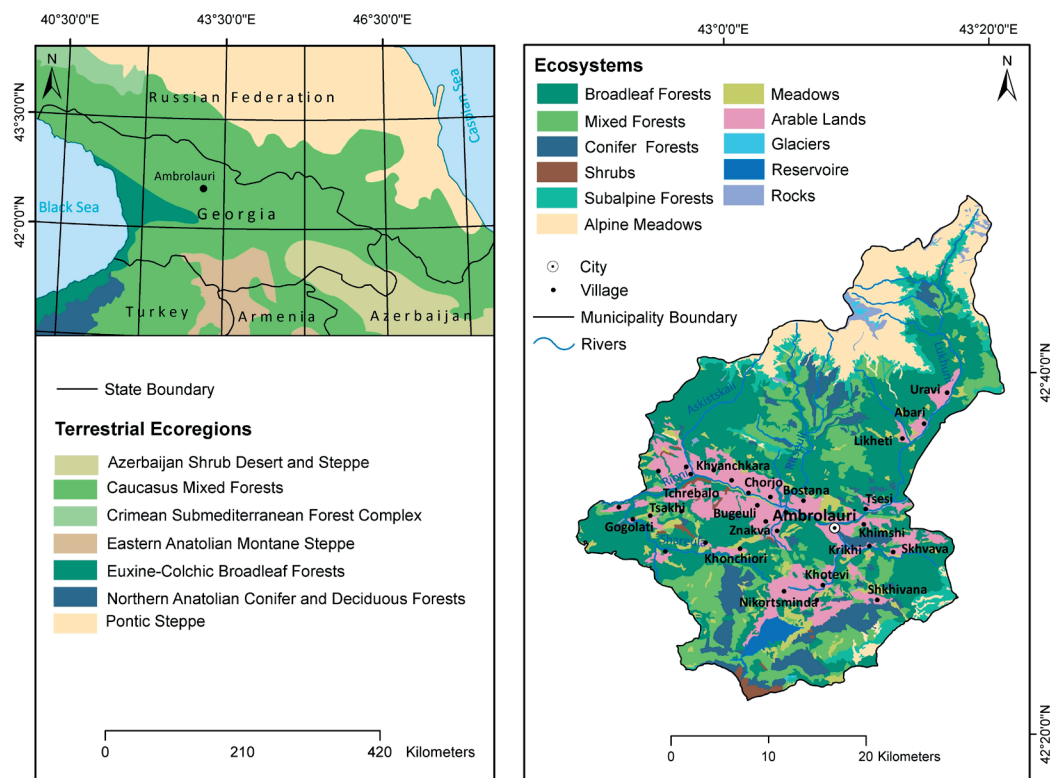 40°30'0"E
43°30'0"E
46°30'0"E
43°30'0"N
42°0'0"N
N
Russian Federation
Caspian Sea
Ambrolauri
Black Sea
Georgia
Turkey
Armenia
Azerbaijan
State Boundary
Terrestrial Ecoregions
Azerbaijan Shrub Desert and Steppe
Caucasus Mixed Forests
Crimean Submediterranean Forest Complex
Eastern Anatolian Montane Steppe
Euxine-Colchic Broadleaf Forests
Northern Anatolian Conifer and Deciduous Forests
Pontic Steppe
0 210 420 Kilometers
43°0'0"E
43°20'0"E
N
Ecosystems
Broadleaf Forests
Mixed Forests
Conifer Forests
Shrubs
Subalpine Forests
Alpine Meadows
Meadows
Arable Lands
Glaciers
Reservoire
Rocks
City
Village
Municipality Boundary
Rivers
42°40'0"N
42°20'0"N
Uravi
Abari
Likheti
Khvanchkara
Tchrebalo
Chorjo
Bostana
Tsesi
Tsakhi
Bugeuli
Ambrolauri
Gogolati
Znakva
Khimshi
Krikhi
Skhvava
Khonchiori
Khotevi
Nikortsminda
Shkhivana
0 10 20 Kilometers